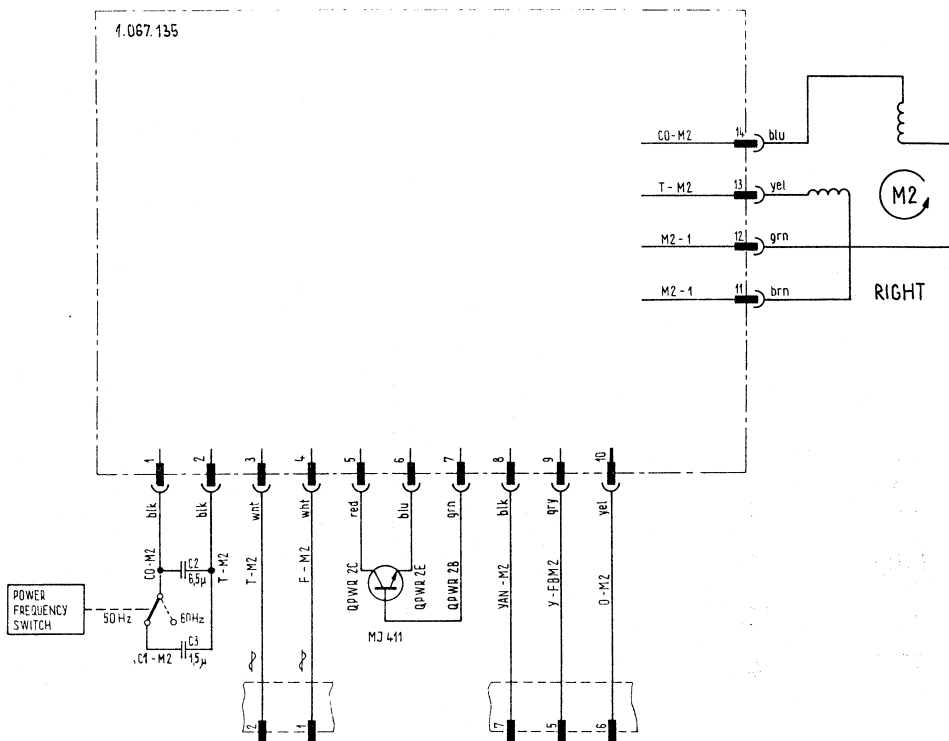 1.067.135
CO-M2
14
blu
T-M2
13
yel
M2
M2-1
12
grn
M2-1
11
brn
RIGHT
1
2
3
4
5
6
7
8
9
10
blk
blk
wht
wht
red
blu
grn
blk
gry
yel
CO-M2
C2
6,5µ
T-M2
T-M2
F-M2
QPWR 2C
QPWR 2E
QPWR 2B
YAN-M2
Y-FBM2
O-M2
POWER
FREQUENCY
SWITCH
50Hz
60Hz
C1-M2
C3
1,5µ
MJ 411
2
1
7
5
6